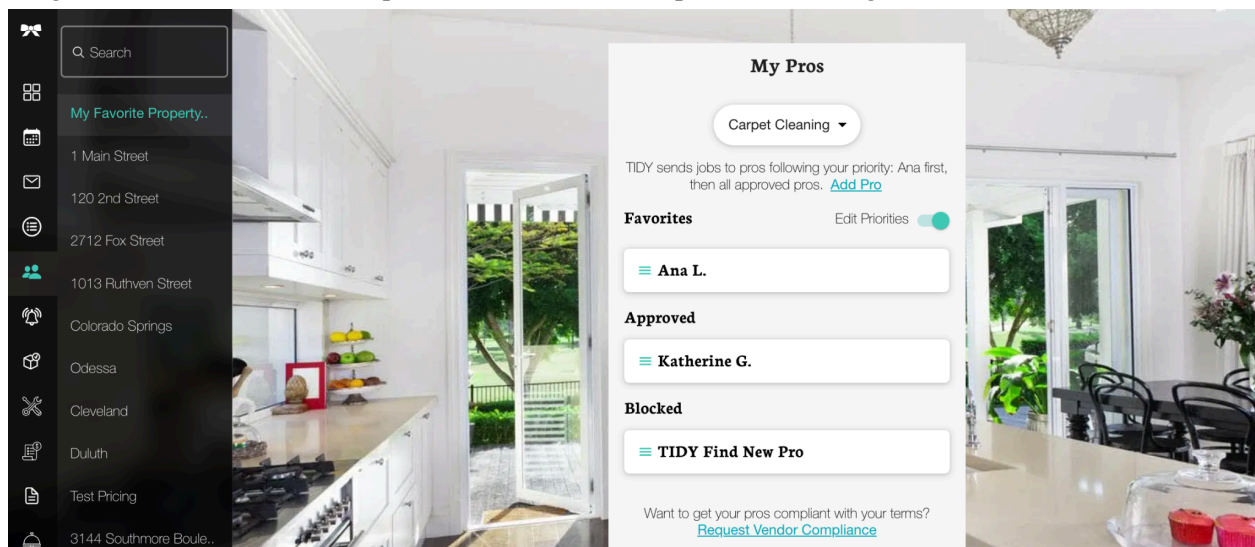 Search
My Favorite Property..
1 Main Street
120 2nd Street
2712 Fox Street
1013 Ruthven Street
Colorado Springs
Odessa
Cleveland
Duluth
Test Pricing
3144 Southmore Boule..
My Pros
Carpet Cleaning
TIDY sends jobs to pros following your priority: Ana first,
then all approved pros. Add Pro
Favorites Edit Priorities
Ana L.
Approved
Katherine G.
Blocked
TIDY Find New Pro
Want to get your pros compliant with your terms?
Request Vendor Compliance